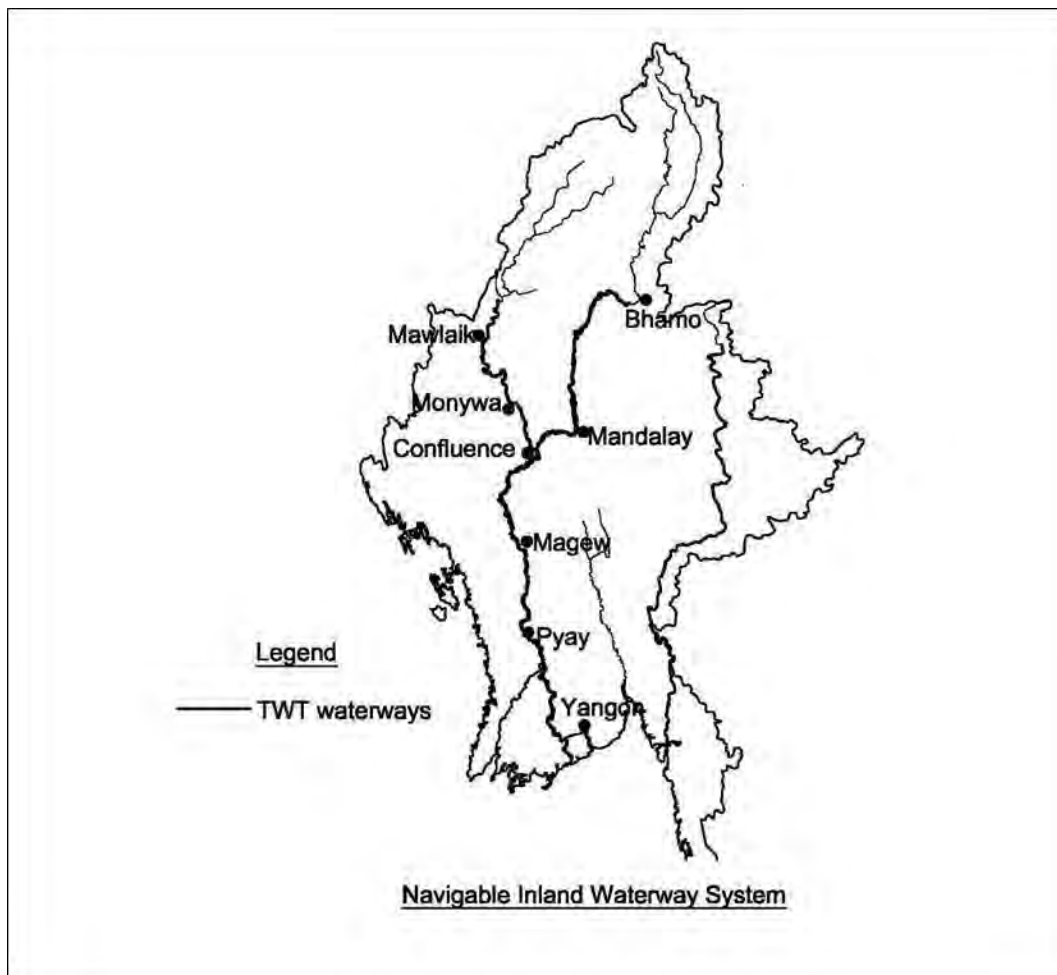 Bhamo
Mawlaik
Monywa
Mandalay
Confluence
Magew
Pyay
Legend
Yangon
TWT waterways
Navigable Inland Waterway System